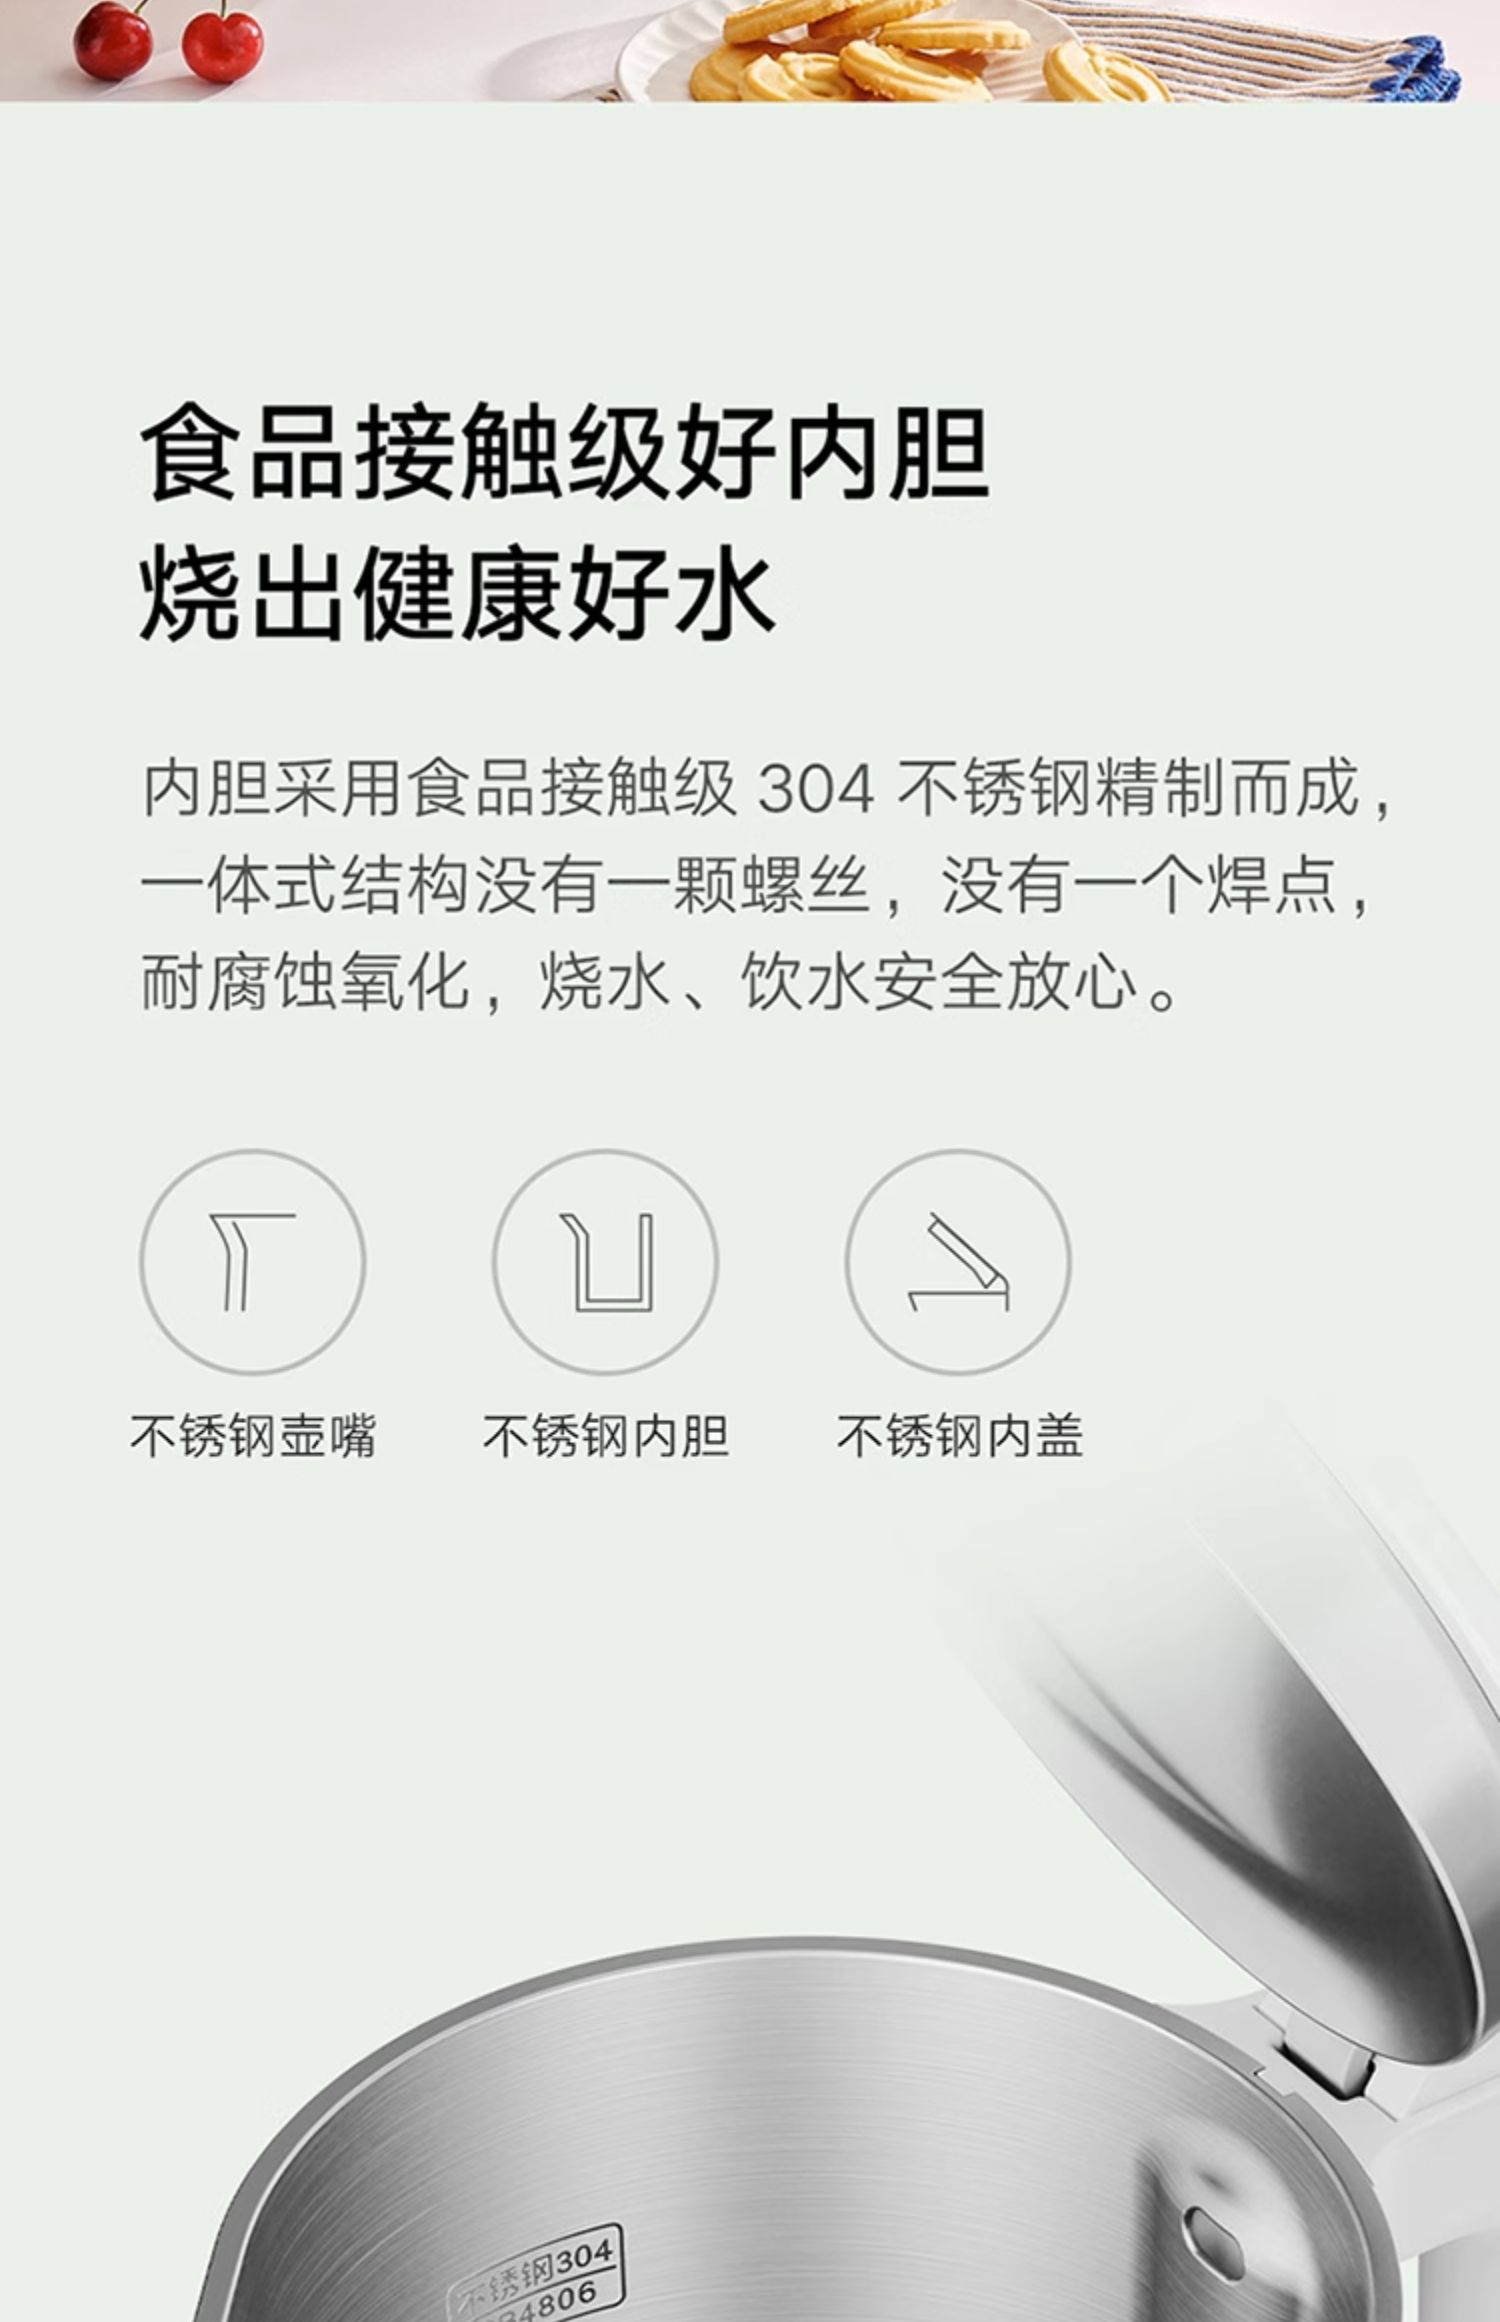 食品接触级好内胆
烧出健康好水
内胆采用食品接触级 304 不锈钢精制而成，
一体式结构没有一颗螺丝，没有一个焊点，
耐腐蚀氧化，烧水、饮水安全放心。
不锈钢壶嘴 不锈钢内胆 不锈钢内盖
不锈钢304
4806